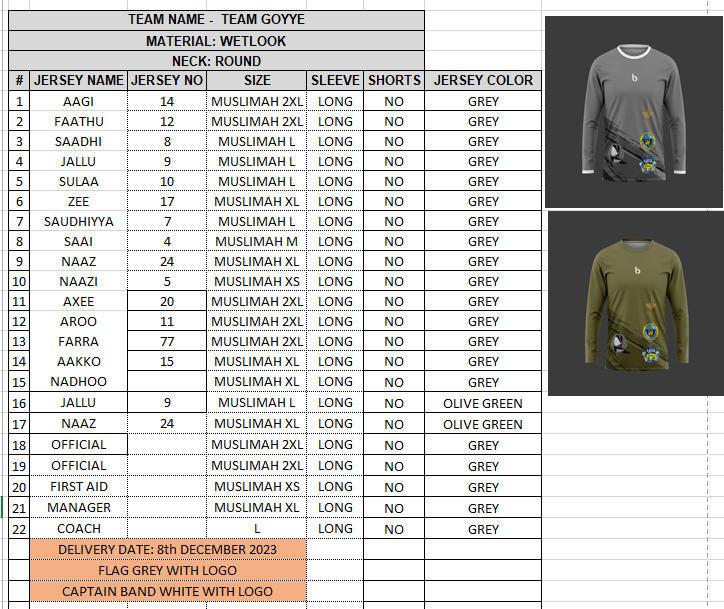 TEAM NAME - TEAM GOYYE
MATERIAL: WETLOOK
NECK: ROUND
# JERSEY NAME JERSEY NO SIZE SLEEVE SHORTS JERSEY COLOR
1 AAGI 14 MUSLIMAH 2XL LONG NO GREY
2 FAATHU 12 MUSLIMAH 2XL LONG NO GREY
3 SAADHI 8 MUSLIMAH L LONG NO GREY
4 JALLU 9 MUSLIMAH L LONG NO GREY
5 SULAA 10 MUSLIMAH L LONG NO GREY
6 ZEE 17 MUSLIMAH XL LONG NO GREY
7 SAUDHIYYA 7 MUSLIMAH L LONG NO GREY
8 SAAI 4 MUSLIMAH M LONG NO GREY
9 NAAZ 24 MUSLIMAH XL LONG NO GREY
10 NAAZI 5 MUSLIMAH XS LONG NO GREY
11 AXEE 20 MUSLIMAH 2XL LONG NO GREY
12 AROO 11 MUSLIMAH 2XL LONG NO GREY
13 FARRA 77 MUSLIMAH 2XL LONG NO GREY
14 AAKKO 15 MUSLIMAH XL LONG NO GREY
15 NADHOO MUSLIMAH XL LONG NO GREY
16 JALLU 9 MUSLIMAH L LONG NO OLIVE GREEN
17 NAAZ 24 MUSLIMAH XL LONG NO OLIVE GREEN
18 OFFICIAL MUSLIMAH 2XL LONG NO GREY
19 OFFICIAL MUSLIMAH 2XL LONG NO GREY
20 FIRST AID MUSLIMAH XS LONG NO GREY
21 MANAGER MUSLIMAH XL LONG NO GREY
22 COACH L LONG NO GREY
DELIVERY DATE: 8th DECEMBER 2023
FLAG GREY WITH LOGO
CAPTAIN BAND WHITE WITH LOGO
b
b